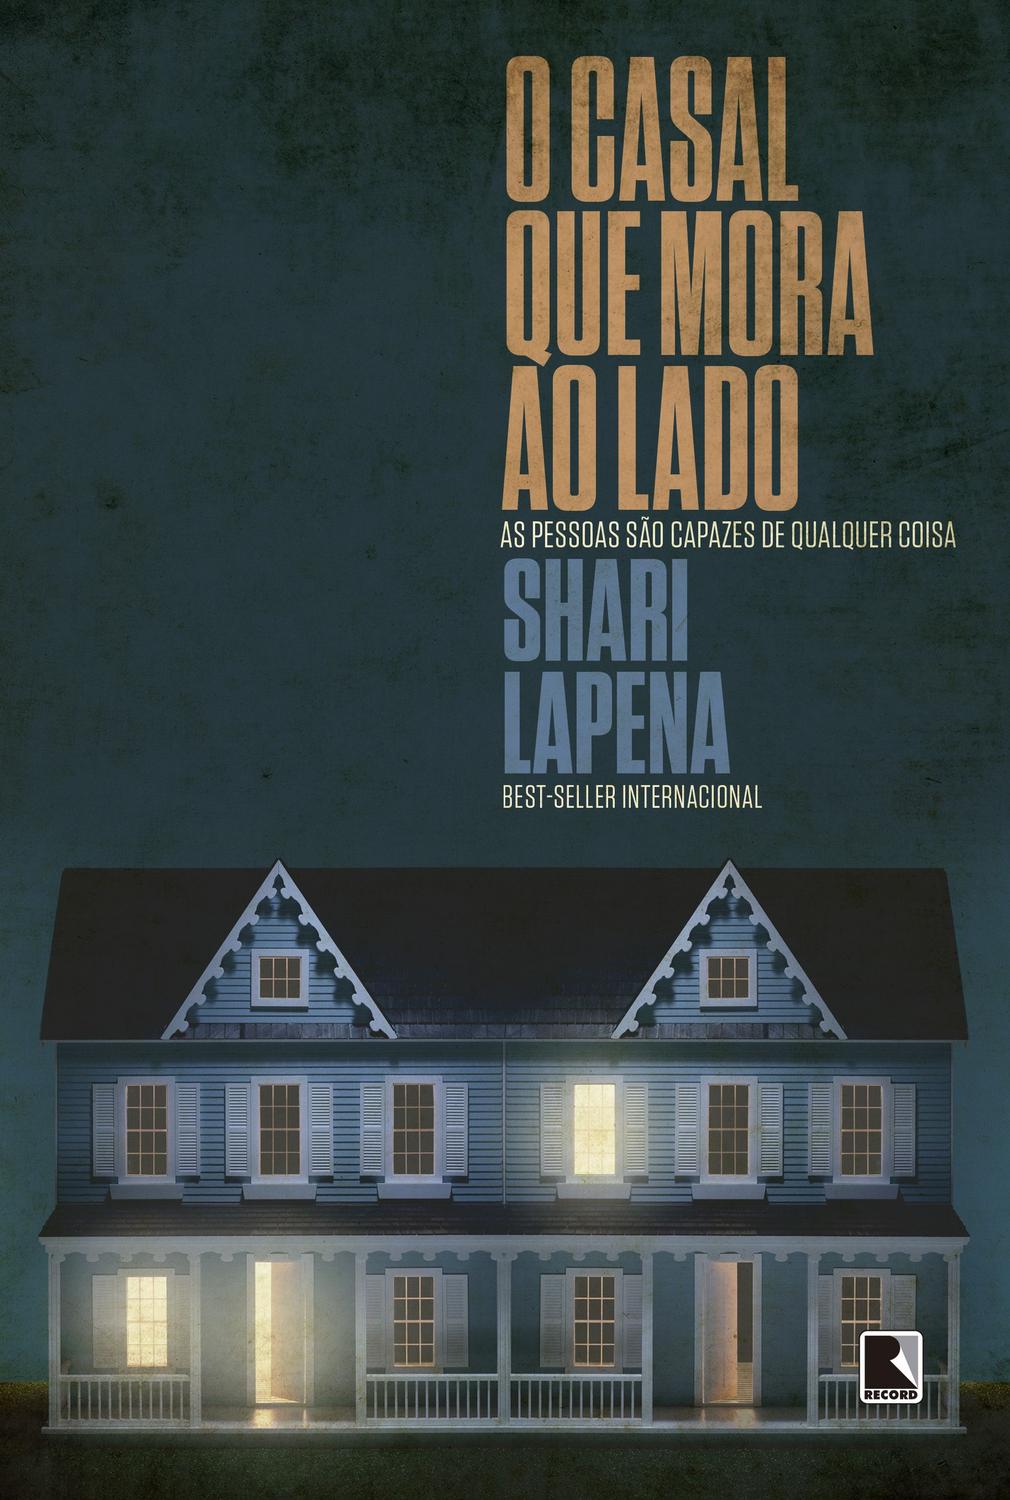 O CASAL
QUE MORA
AO LADO
AS PESSOAS SÃO CAPAZES DE QUALQUER COISA
SHARI
LAPENA
BEST-SELLER INTERNACIONAL
R
RECORD